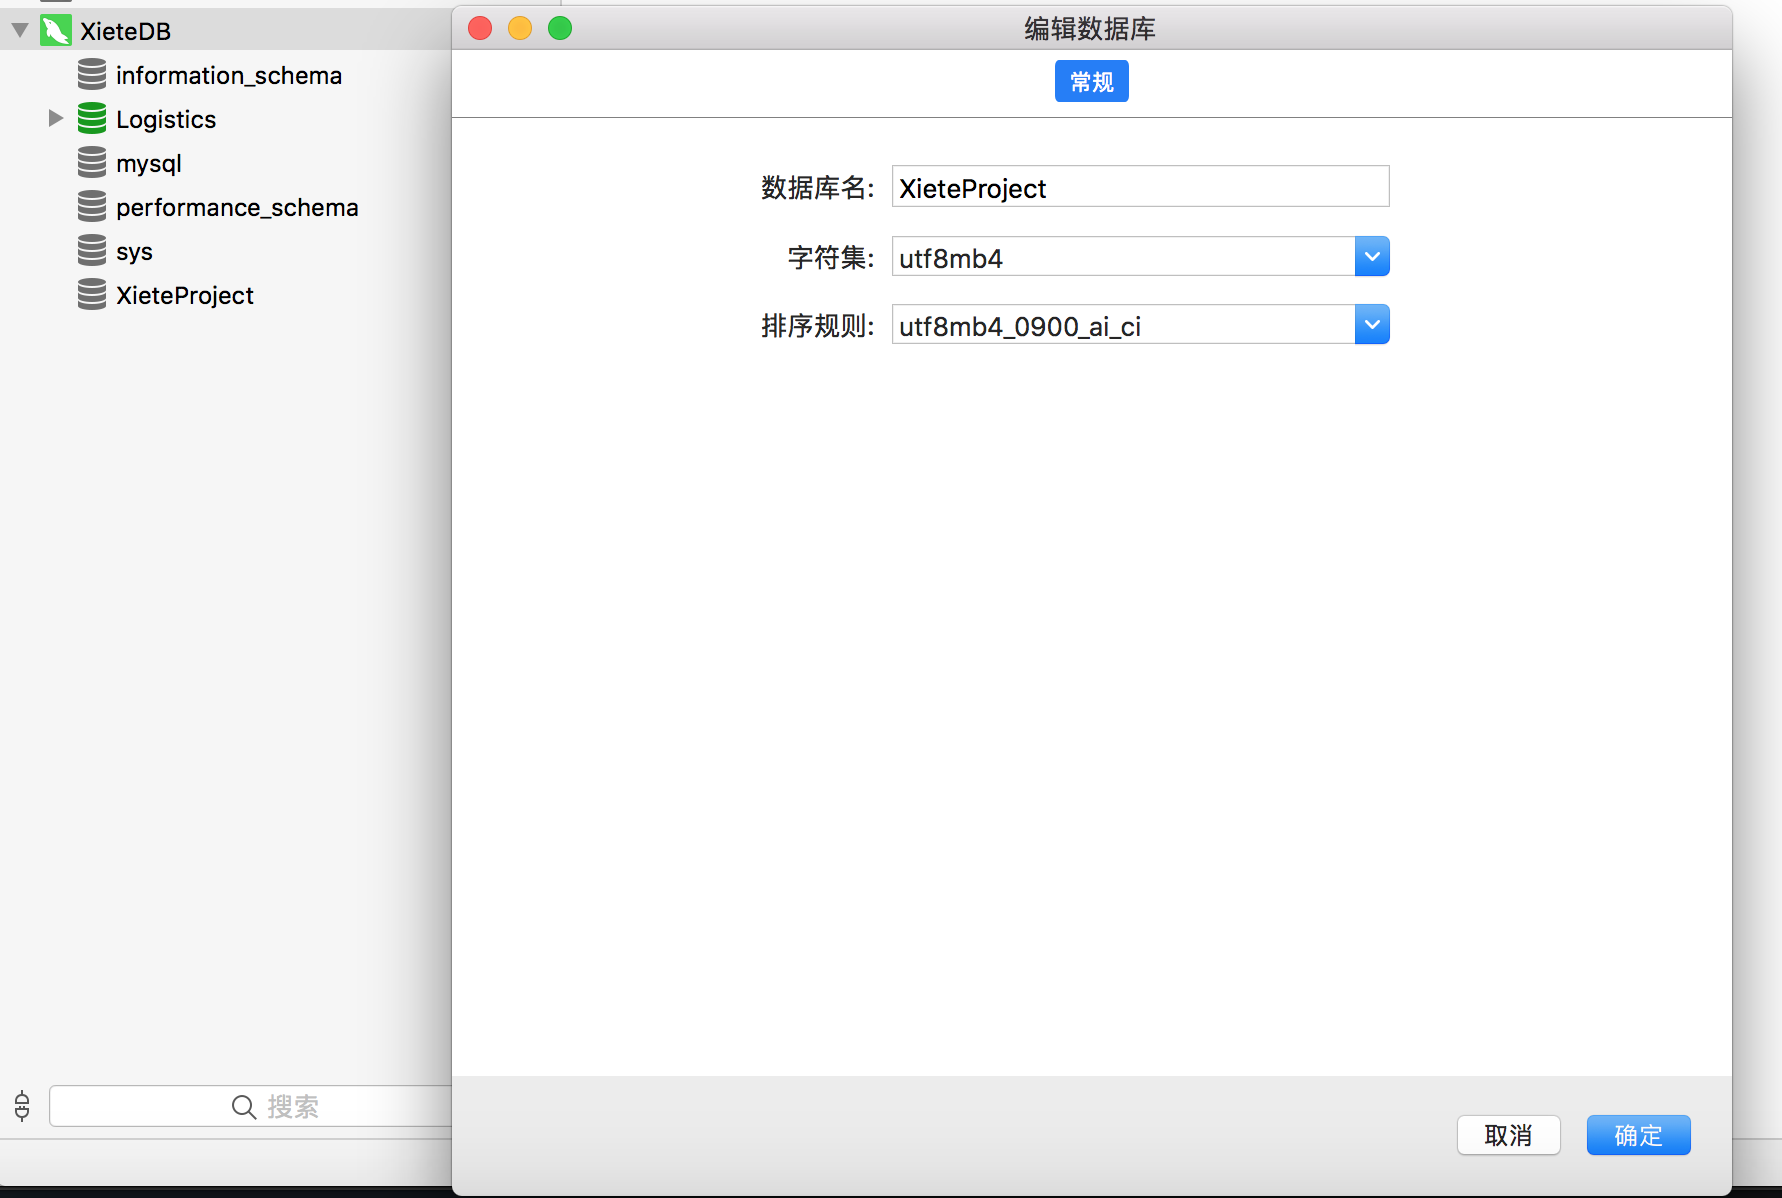 XieteDB
information_schema
Logistics
mysql
performance_schema
sys
XieteProject
搜索
编辑数据库
常规
数据库名: XieteProject
字符集: utf8mb4
排序规则: utf8mb4_0900_ai_ci
取消 确定